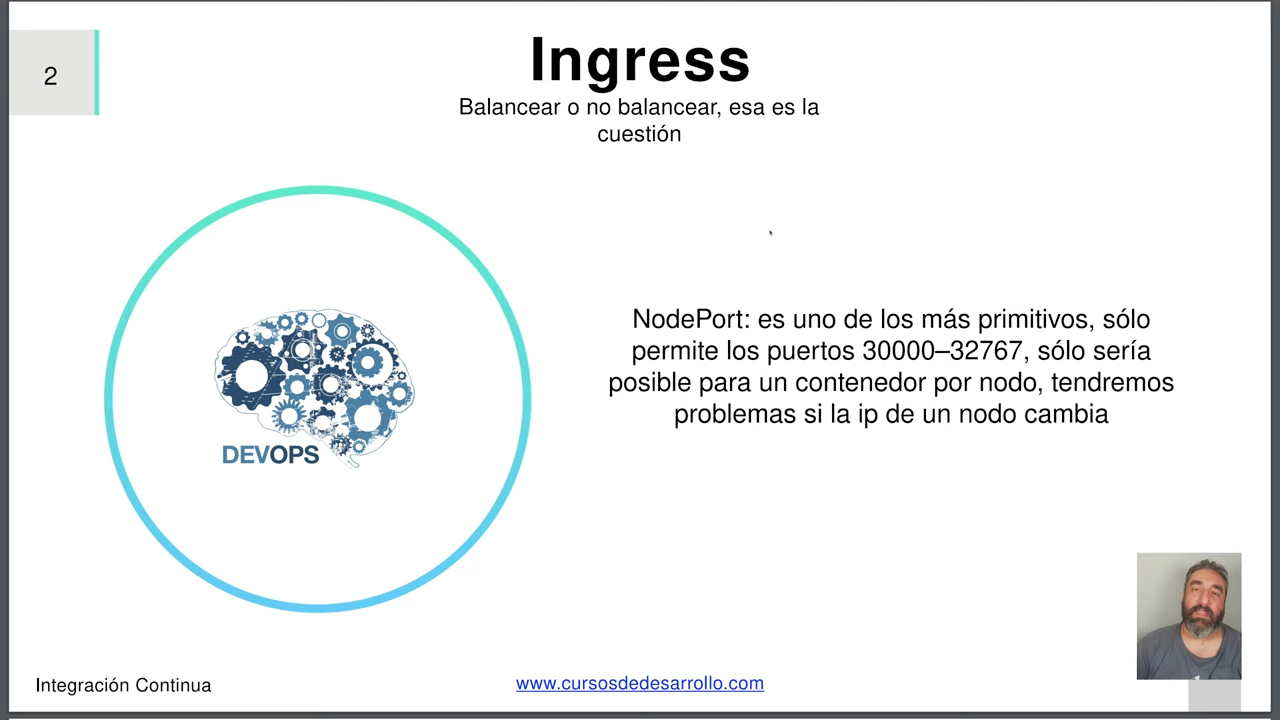 2
Ingress
Balancear o no balancear, esa es la
cuestión
NodePort: es uno de los más primitivos, sólo
permite los puertos 30000–32767, sólo sería
posible para un contenedor por nodo, tendremos
problemas si la ip de un nodo cambia
DEVOPS
Integración Continua
www.cursosdedesarrollo.com